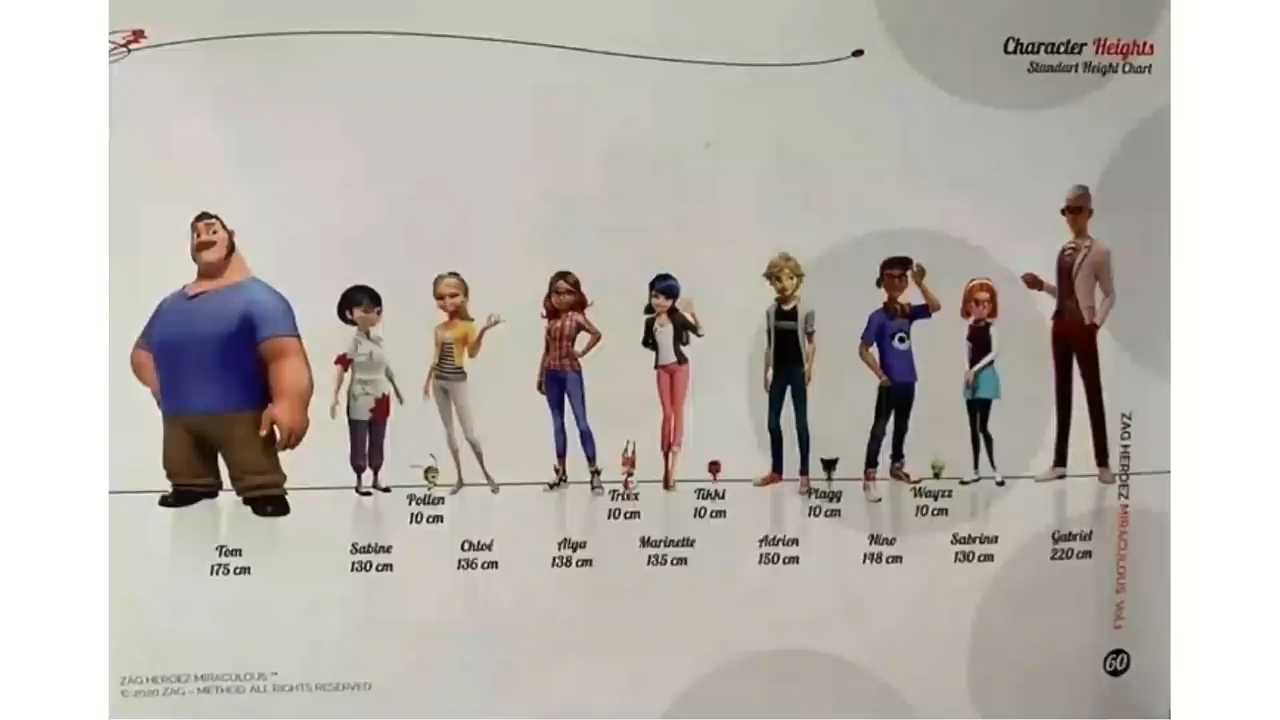 Character Heights
Standart Height Chart
Pollen
10 cm
Trixx
10 cm
Tikki
10 cm
Plagg
10 cm
Wayzz
10 cm
Tom
175 cm
Sabine
130 cm
Chloé
136 cm
Alya
138 cm
Marinette
135 cm
Adrien
150 cm
Nino
148 cm
Sabrina
130 cm
Gabriel
220 cm
ZAG HEROEZ MIRACULOUS Vol.1
60
ZAG HEROEZ MIRACULOUS ™
© 2020 ZAG - METHOD ALL RIGHTS RESERVED